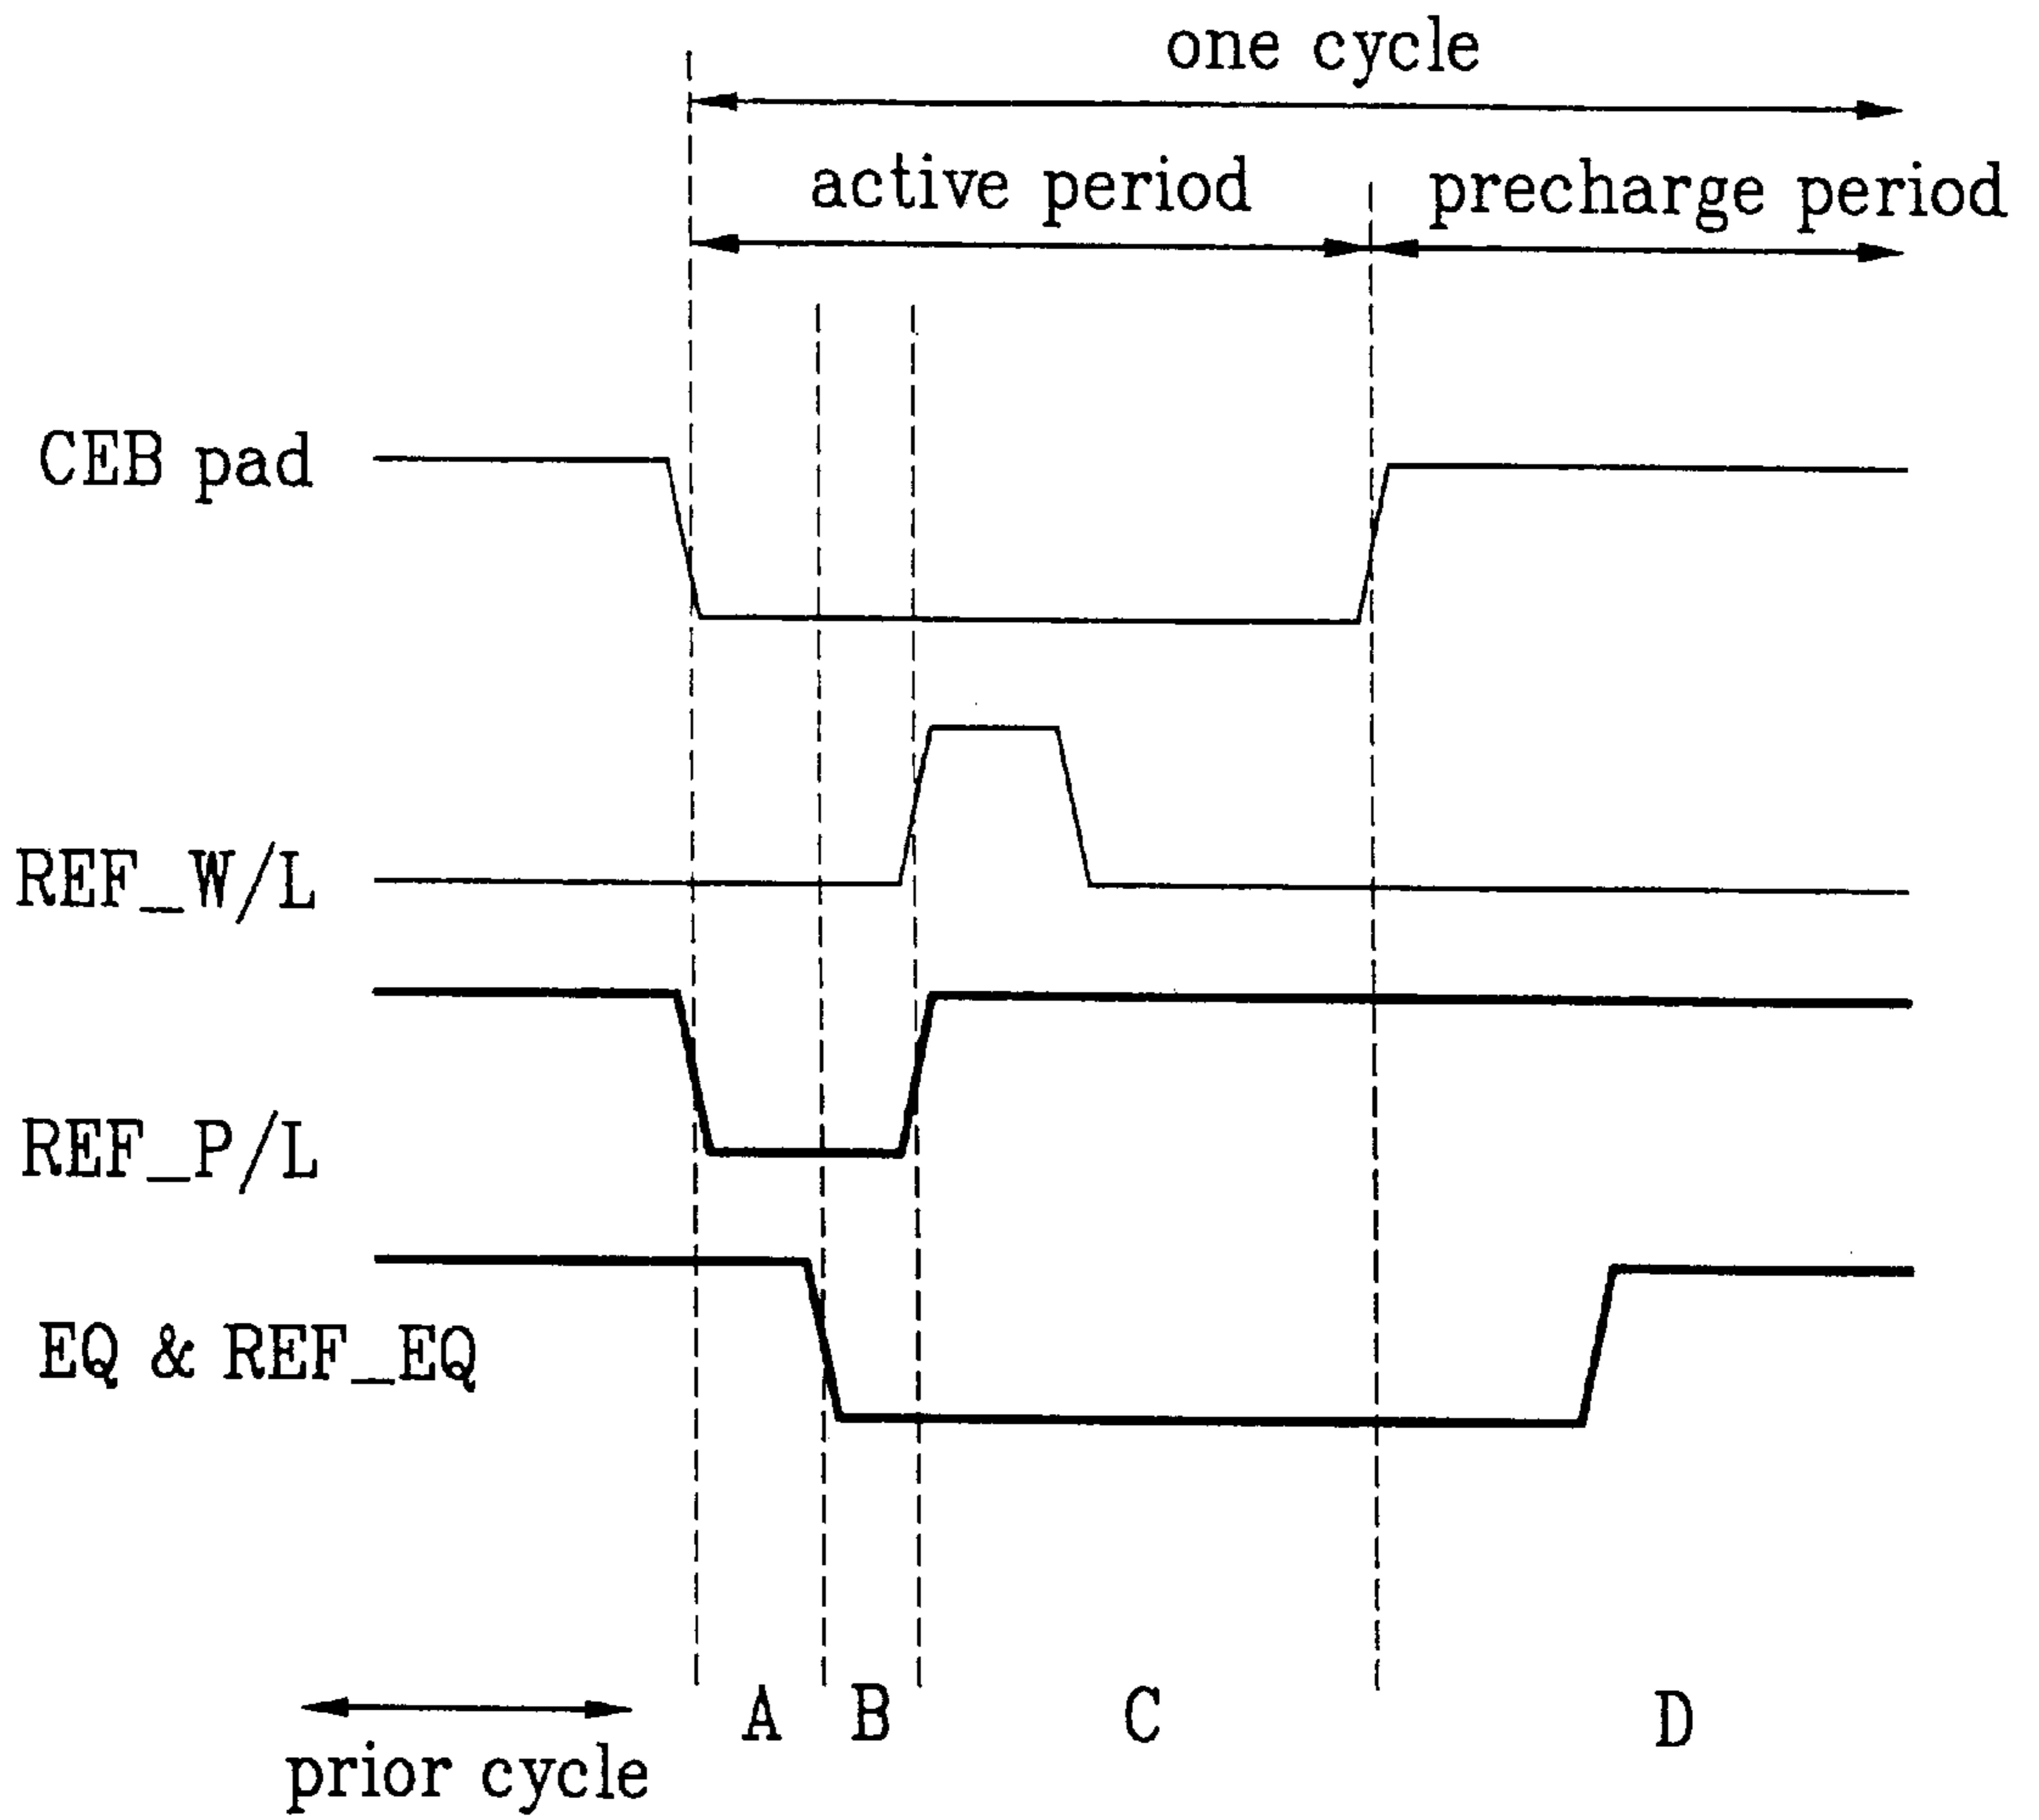 one cycle
active period
precharge period
CEB pad
REF_W/L
REF_P/L
EQ & REF_EQ
A
B
C
D
prior cycle